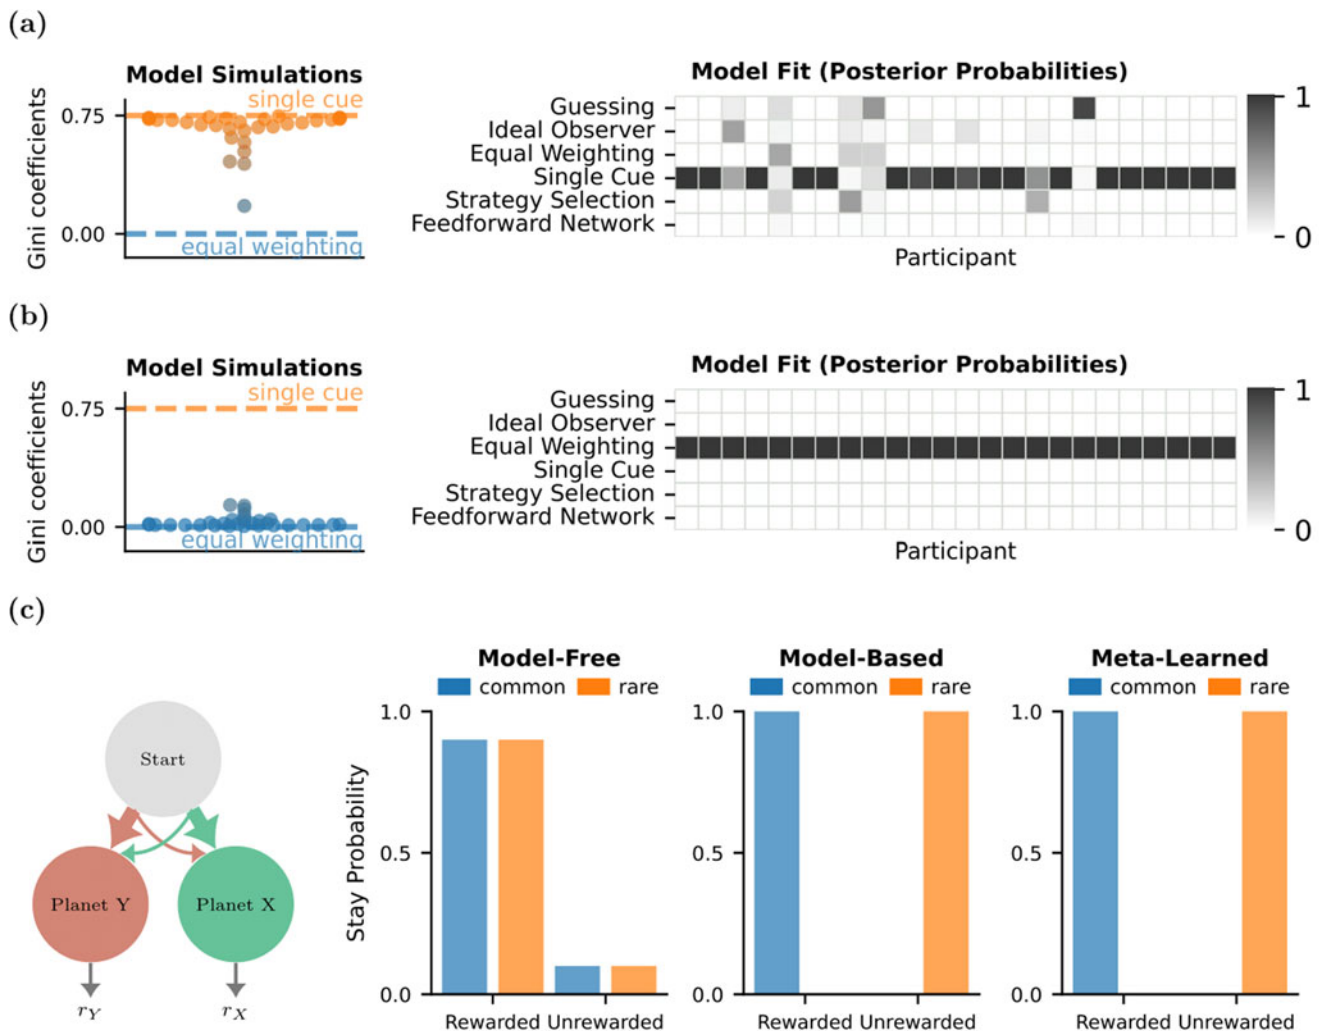 (a)
Model Simulations
single cue
0.75
0.00
equal weighting
Gini coefficients
Model Fit (Posterior Probabilities)
Guessing
Ideal Observer
Equal Weighting
Single Cue
Strategy Selection
Feedforward Network
Participant
1
0
(b)
Model Simulations
single cue
0.75
0.00
equal weighting
Gini coefficients
Model Fit (Posterior Probabilities)
Guessing
Ideal Observer
Equal Weighting
Single Cue
Strategy Selection
Feedforward Network
Participant
1
0
(c)
Start
Planet Y
Planet X
r_Y
r_X
Model-Free
common rare
Stay Probability
1.0
0.5
0.0
Rewarded Unrewarded
Model-Based
common rare
1.0
0.5
0.0
Rewarded Unrewarded
Meta-Learned
common rare
1.0
0.5
0.0
Rewarded Unrewarded